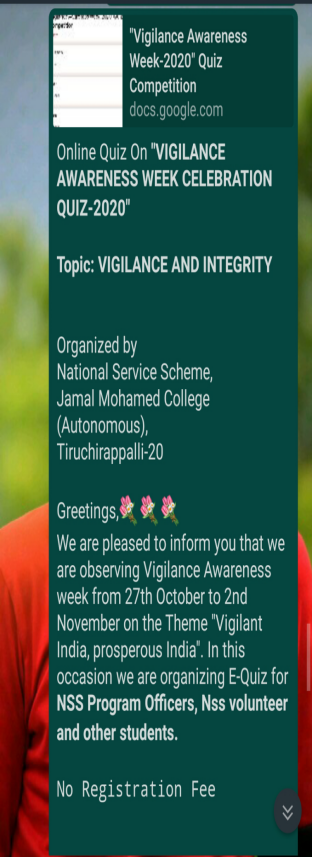 "Vigilance Awareness
Week-2020" Quiz
Competition
docs.google.com
Online Quiz On "VIGILANCE
AWARENESS WEEK CELEBRATION
QUIZ-2020"
Topic: VIGILANCE AND INTEGRITY
Organized by
National Service Scheme,
Jamal Mohamed College
(Autonomous),
Tiruchirappalli-20
Greetings,💐💐💐
We are pleased to inform you that we
are observing Vigilance Awareness
week from 27th October to 2nd
November on the Theme "Vigilant
India, prosperous India". In this
occasion we are organizing E-Quiz for
NSS Program Officers, Nss volunteer
and other students.
No Registration Fee